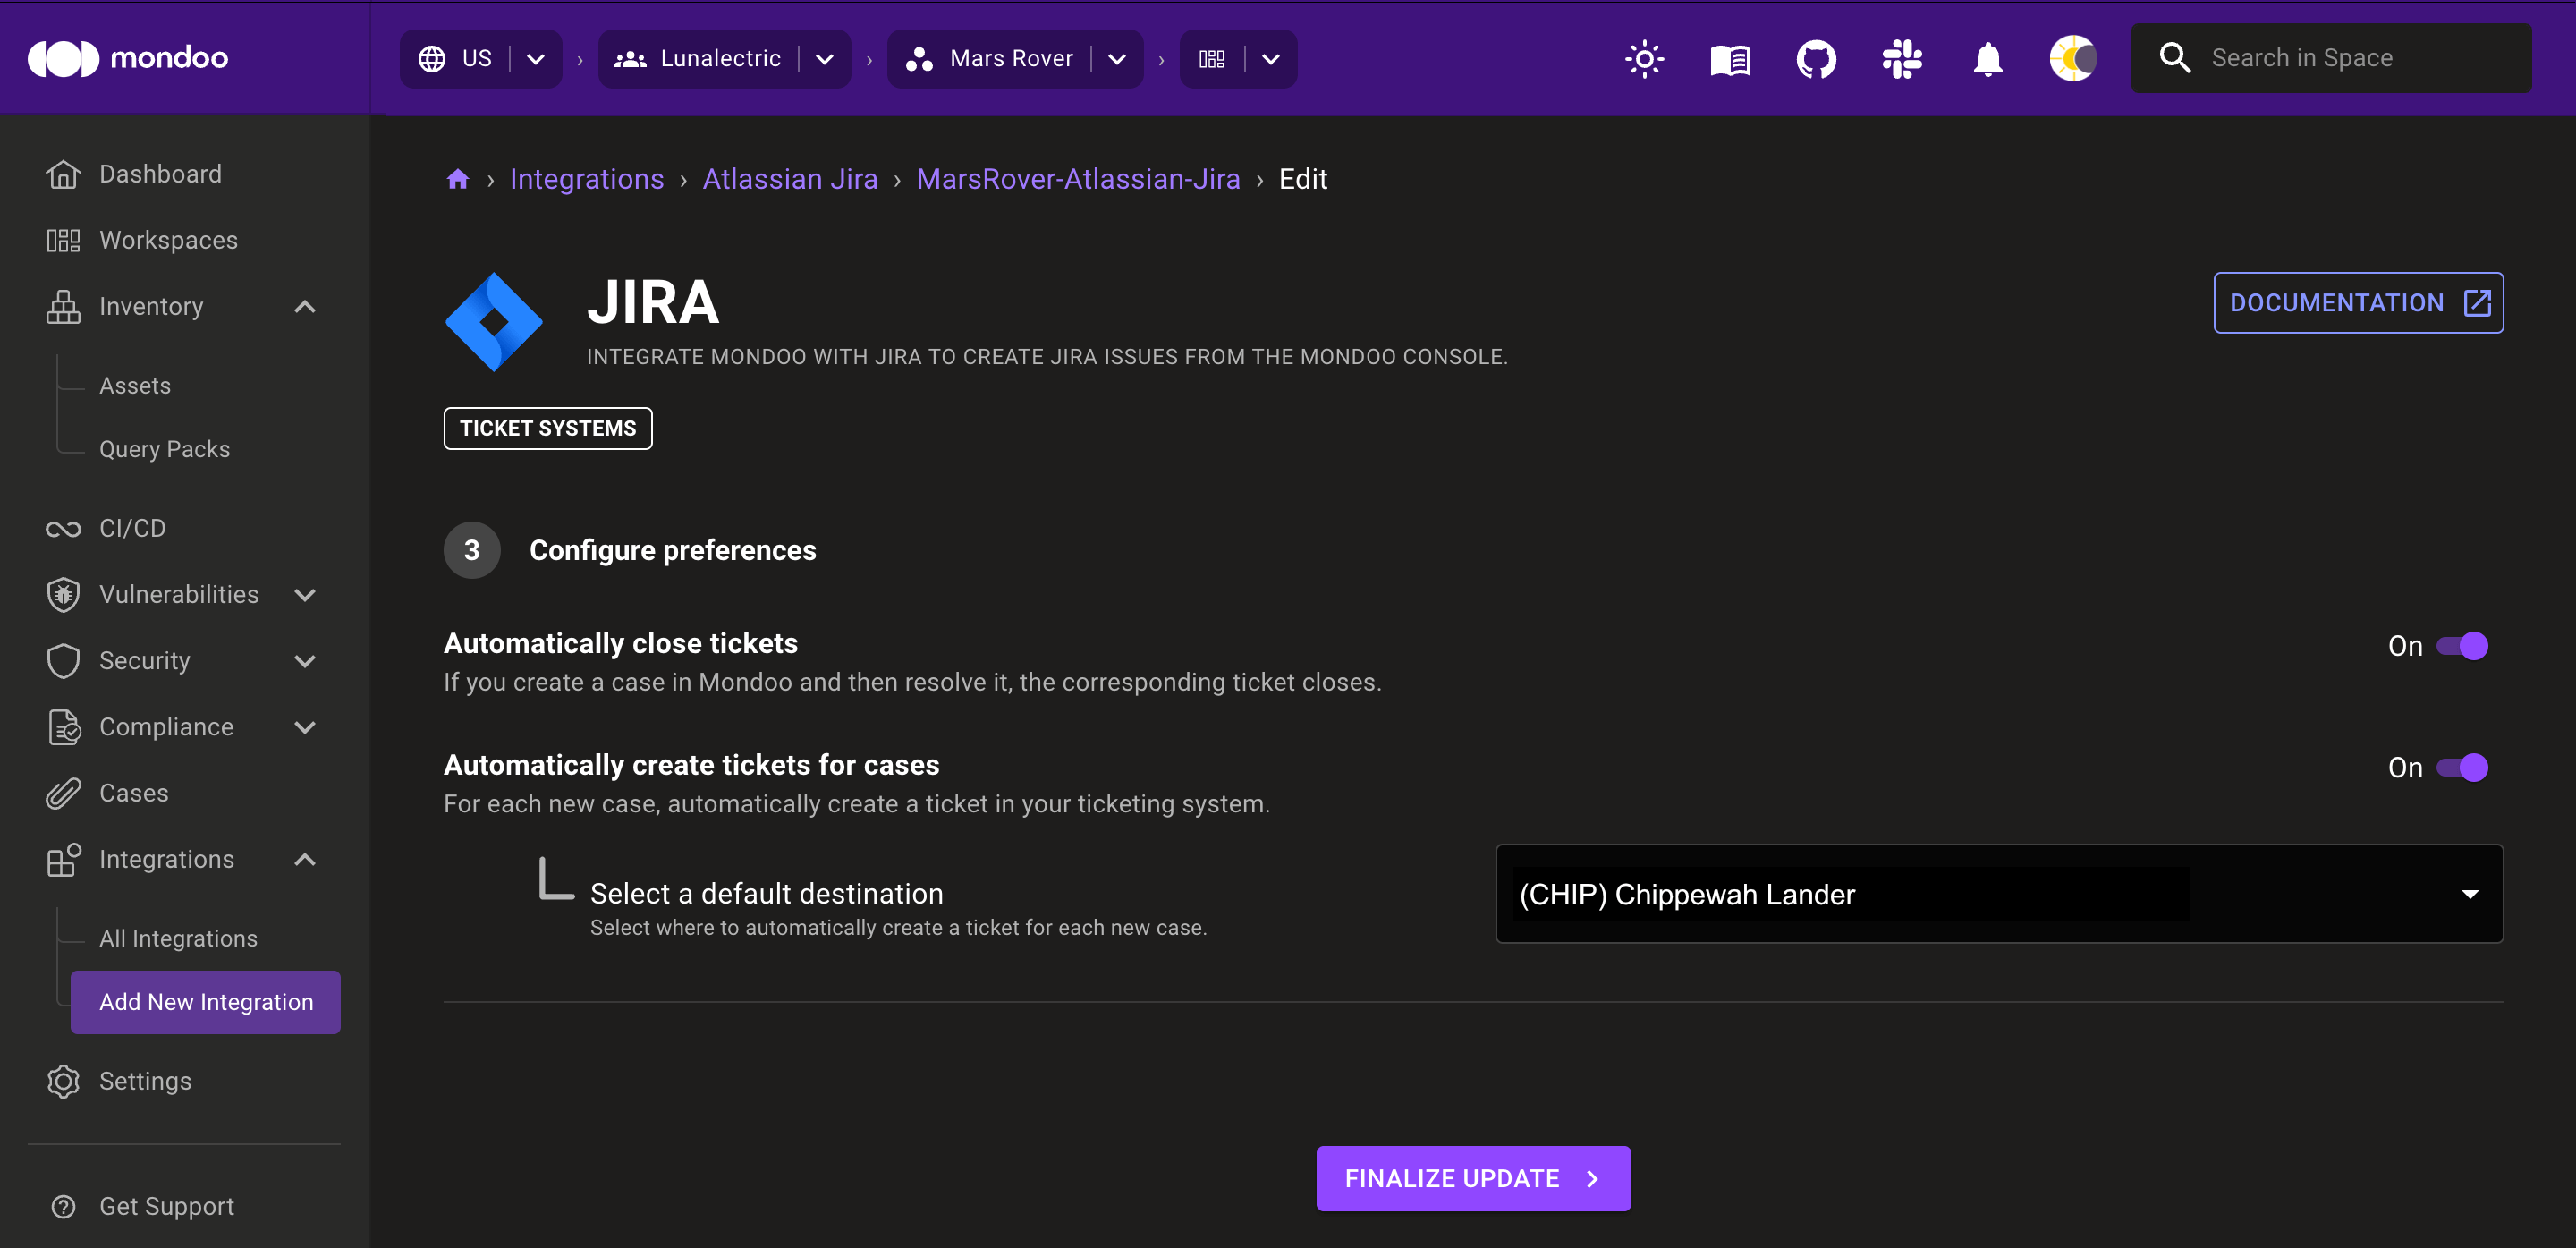 mondoo
US
Lunalectric
Mars Rover
Search in Space
Dashboard
Workspaces
Inventory
Assets
Query Packs
CI/CD
Vulnerabilities
Security
Compliance
Cases
Integrations
All Integrations
Add New Integration
Settings
Get Support
Integrations › Atlassian Jira › MarsRover-Atlassian-Jira › Edit
JIRA
INTEGRATE MONDOO WITH JIRA TO CREATE JIRA ISSUES FROM THE MONDOO CONSOLE.
DOCUMENTATION
TICKET SYSTEMS
3 Configure preferences
Automatically close tickets
If you create a case in Mondoo and then resolve it, the corresponding ticket closes.
On
Automatically create tickets for cases
For each new case, automatically create a ticket in your ticketing system.
On
Select a default destination
Select where to automatically create a ticket for each new case.
(CHIP) Chippewah Lander
FINALIZE UPDATE